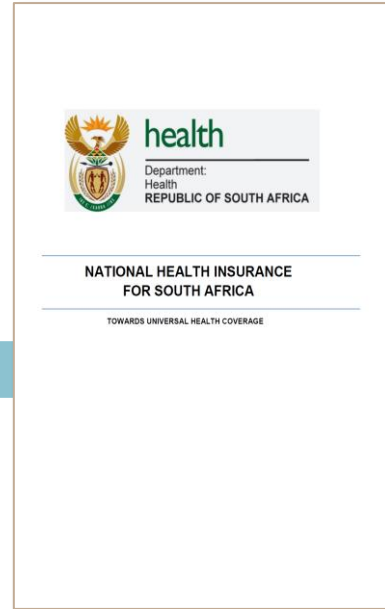 health
Department:
Health
REPUBLIC OF SOUTH AFRICA
NATIONAL HEALTH INSURANCE
FOR SOUTH AFRICA
TOWARDS UNIVERSAL HEALTH COVERAGE